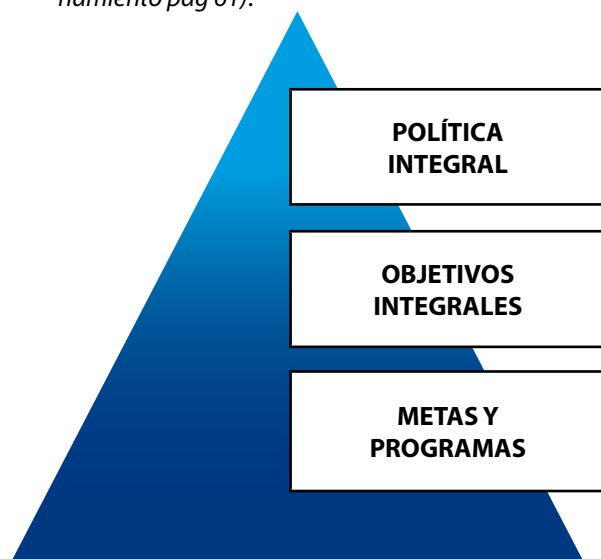 namiento pág 61).
POLÍTICA
INTEGRAL
OBJETIVOS
INTEGRALES
METAS Y
PROGRAMAS